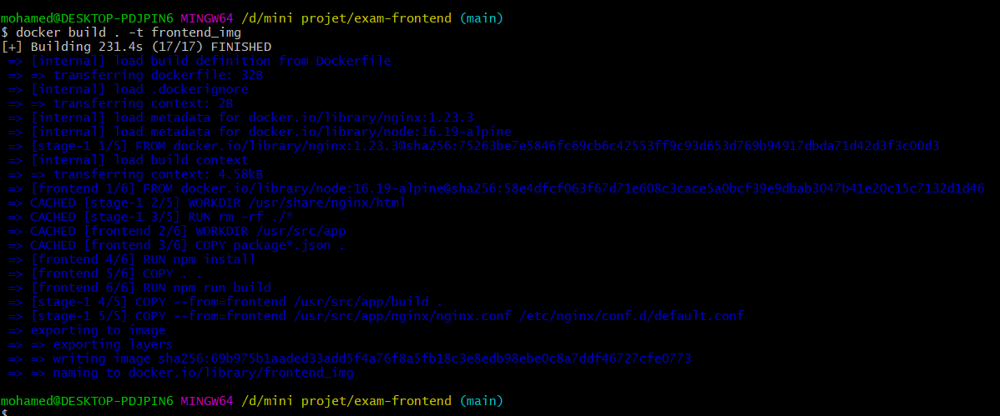 mohamed@DESKTOP-PDJPIN6 MINGW64 /d/mini projet/exam-frontend (main)
$ docker build . -t frontend_img
[+] Building 231.4s (17/17) FINISHED
=> [internal] load build definition from Dockerfile
=> => transferring dockerfile: 32B
=> [internal] load .dockerignore
=> => transferring context: 2B
=> [internal] load metadata for docker.io/library/nginx:1.23.3
=> [internal] load metadata for docker.io/library/node:16.19-alpine
=> [stage-1 1/5] FROM docker.io/library/nginx:1.23.3@sha256:75263be7e5846fc69cb6c42553ff9c93d653d769b94917dbda71d42d3f3c00d3
=> [internal] load build context
=> => transferring context: 4.58kB
=> [frontend 1/6] FROM docker.io/library/node:16.19-alpine@sha256:58e4dfcf063f67d71e608c3cace5a0bcf39e9dbab3047b41e20c15c7132d1d46
=> CACHED [stage-1 2/5] WORKDIR /usr/share/nginx/html
=> CACHED [stage-1 3/5] RUN rm -rf ./*
=> CACHED [frontend 2/6] WORKDIR /usr/src/app
=> CACHED [frontend 3/6] COPY package*.json .
=> [frontend 4/6] RUN npm install
=> [frontend 5/6] COPY . .
=> [frontend 6/6] RUN npm run build
=> [stage-1 4/5] COPY --from=frontend /usr/src/app/build .
=> [stage-1 5/5] COPY --from=frontend /usr/src/app/nginx/nginx.conf /etc/nginx/conf.d/default.conf
=> exporting to image
=> => exporting layers
=> => writing image sha256:69b975b1aaded33add5f4a76f8a5fb18c3e8edb98ebe0c8a7ddf46727cfe0773
=> => naming to docker.io/library/frontend_img
mohamed@DESKTOP-PDJPIN6 MINGW64 /d/mini projet/exam-frontend (main)
$